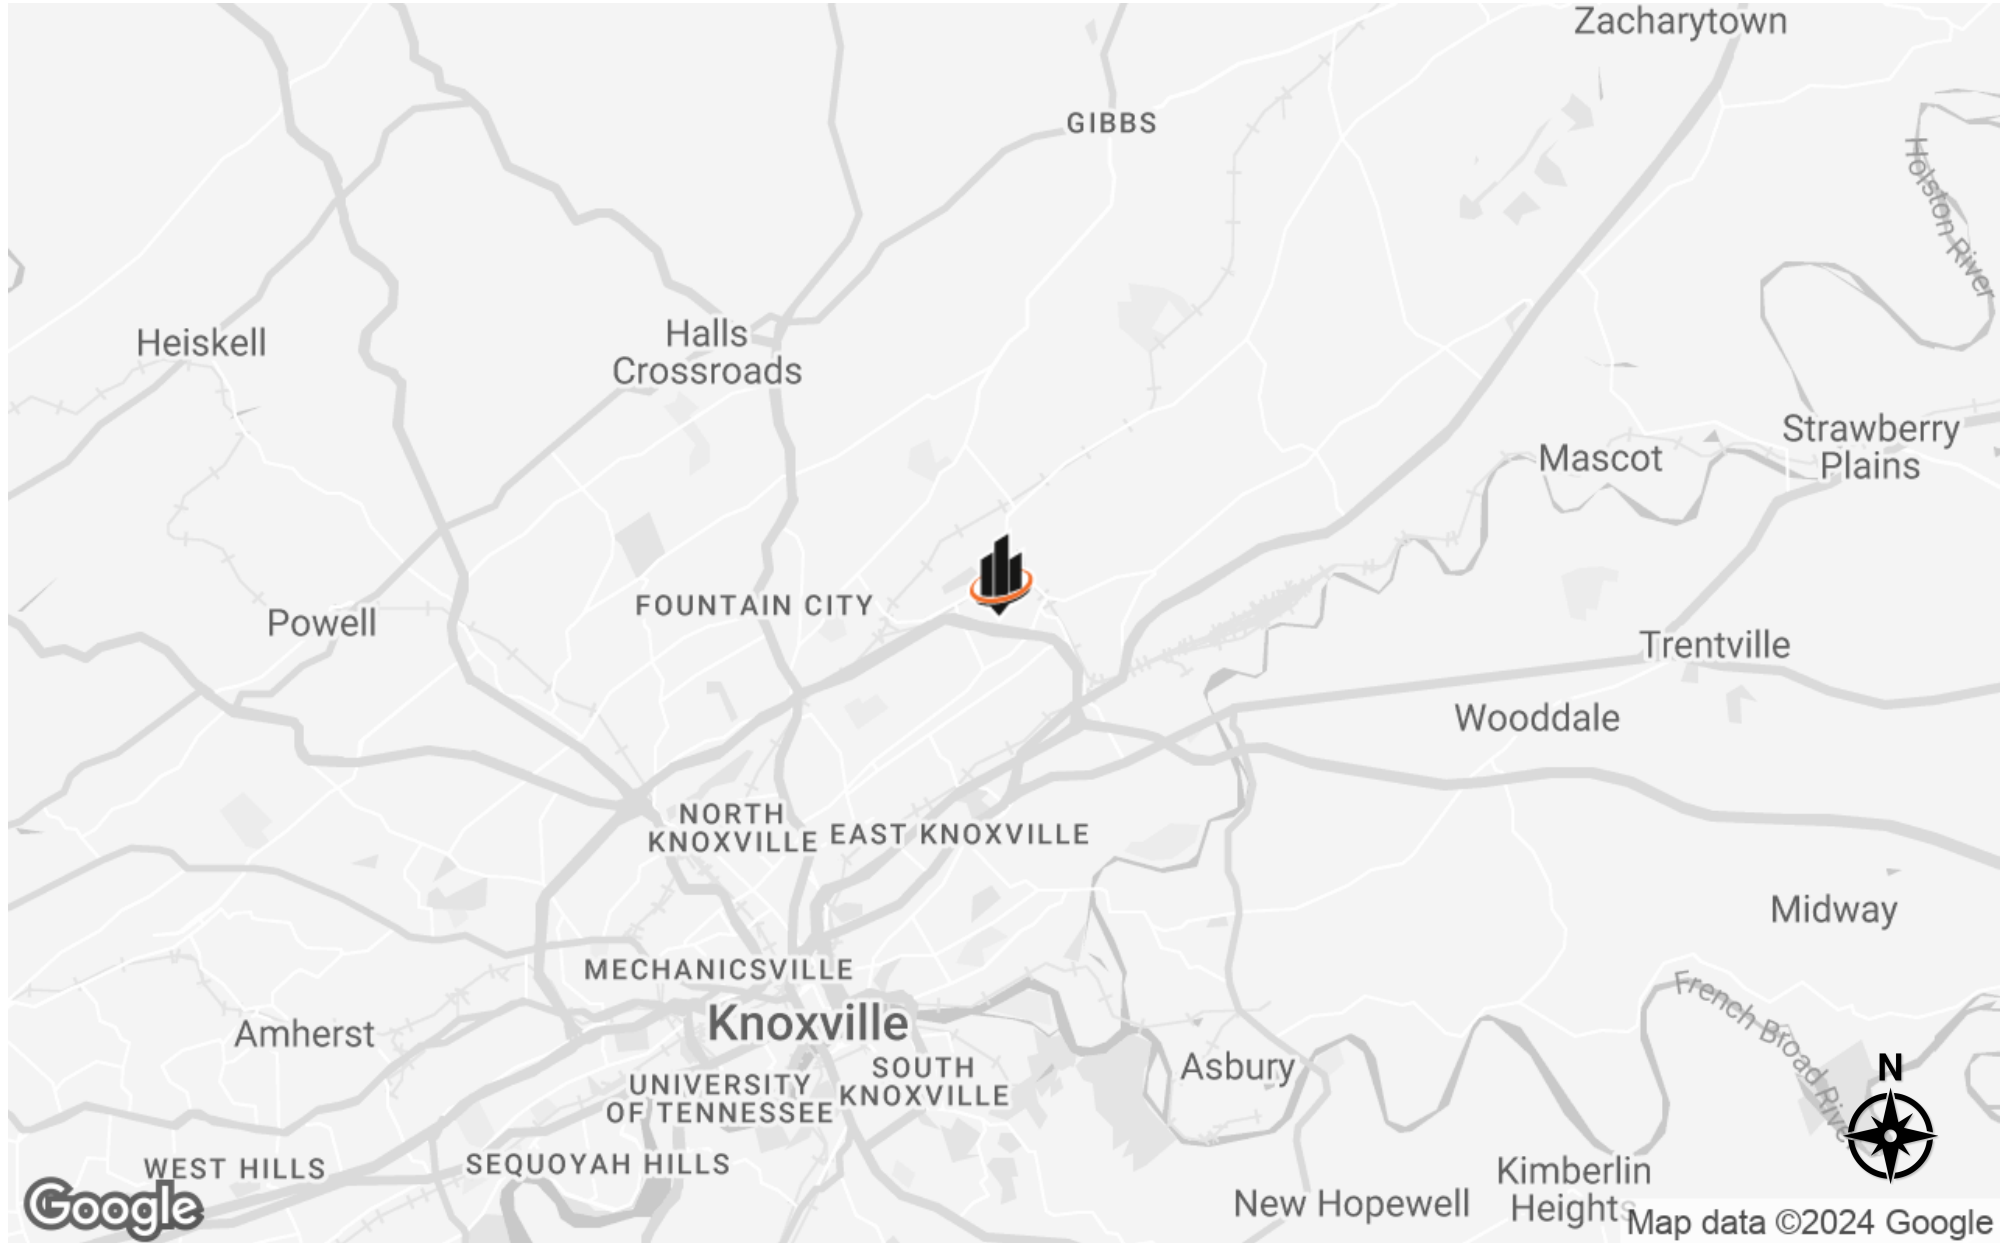 Zacharytown
GIBBS
Holston River
Heiskell
Halls
Crossroads
Strawberry
Plains
Mascot
FOUNTAIN CITY
Powell
Trentville
Wooddale
NORTH
KNOXVILLE
EAST KNOXVILLE
Midway
MECHANICSVILLE
French Broad River
Knoxville
Amherst
SOUTH
KNOXVILLE
Asbury
UNIVERSITY
OF TENNESSEE
N
WEST HILLS
SEQUOYAH HILLS
Kimberlin
Heights
New Hopewell
Google
Map data ©2024 Google